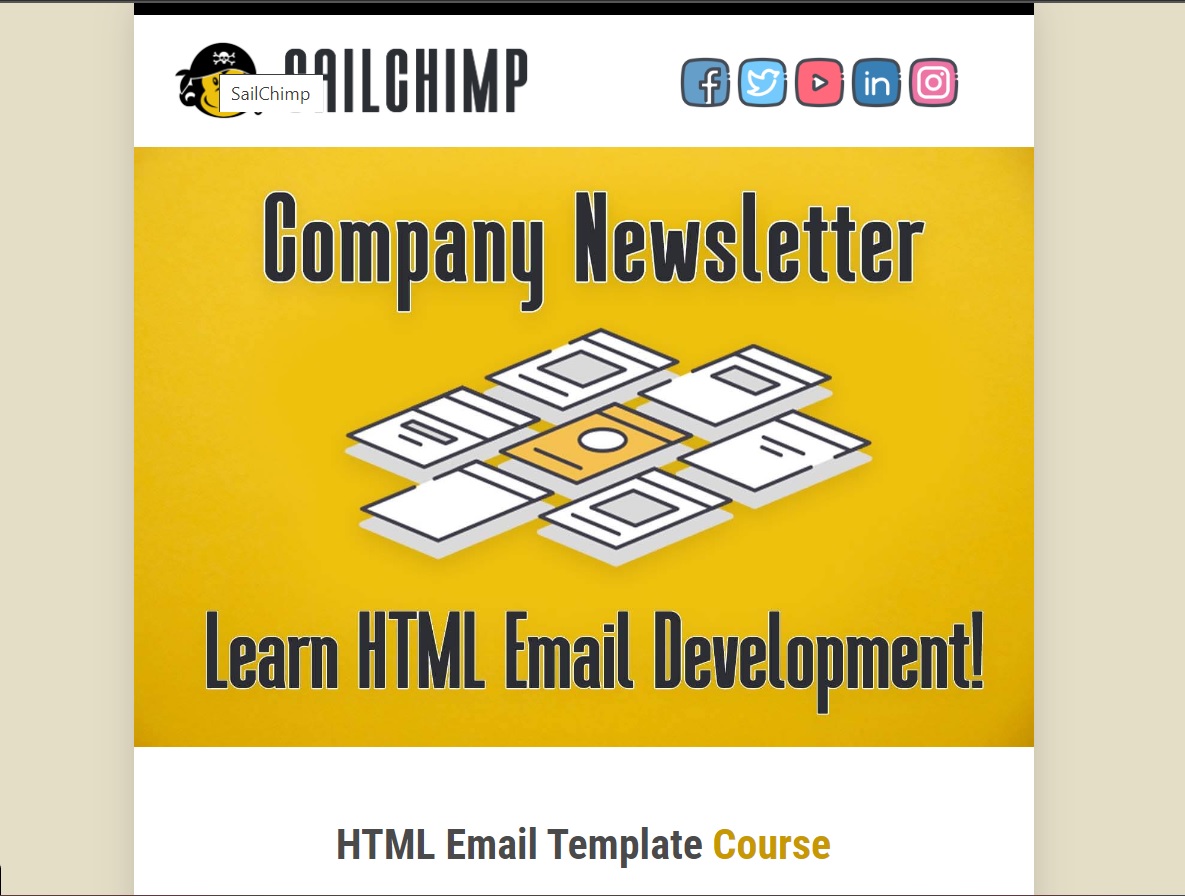 SAILCHIMP
SailChimp
Company Newsletter
Learn HTML Email Development!
HTML Email Template Course